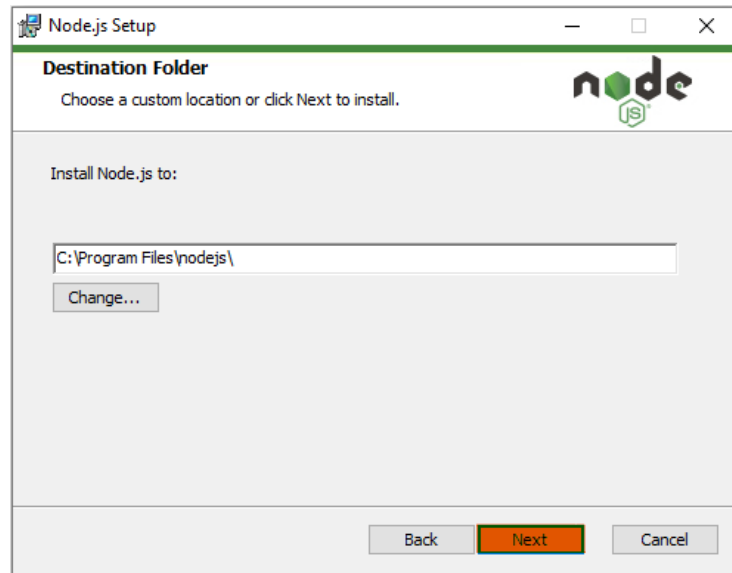 Node.js Setup
Destination Folder
Choose a custom location or click Next to install.
node
JS
Install Node.js to:
C:\Program Files\nodejs\
Change...
Back Next Cancel